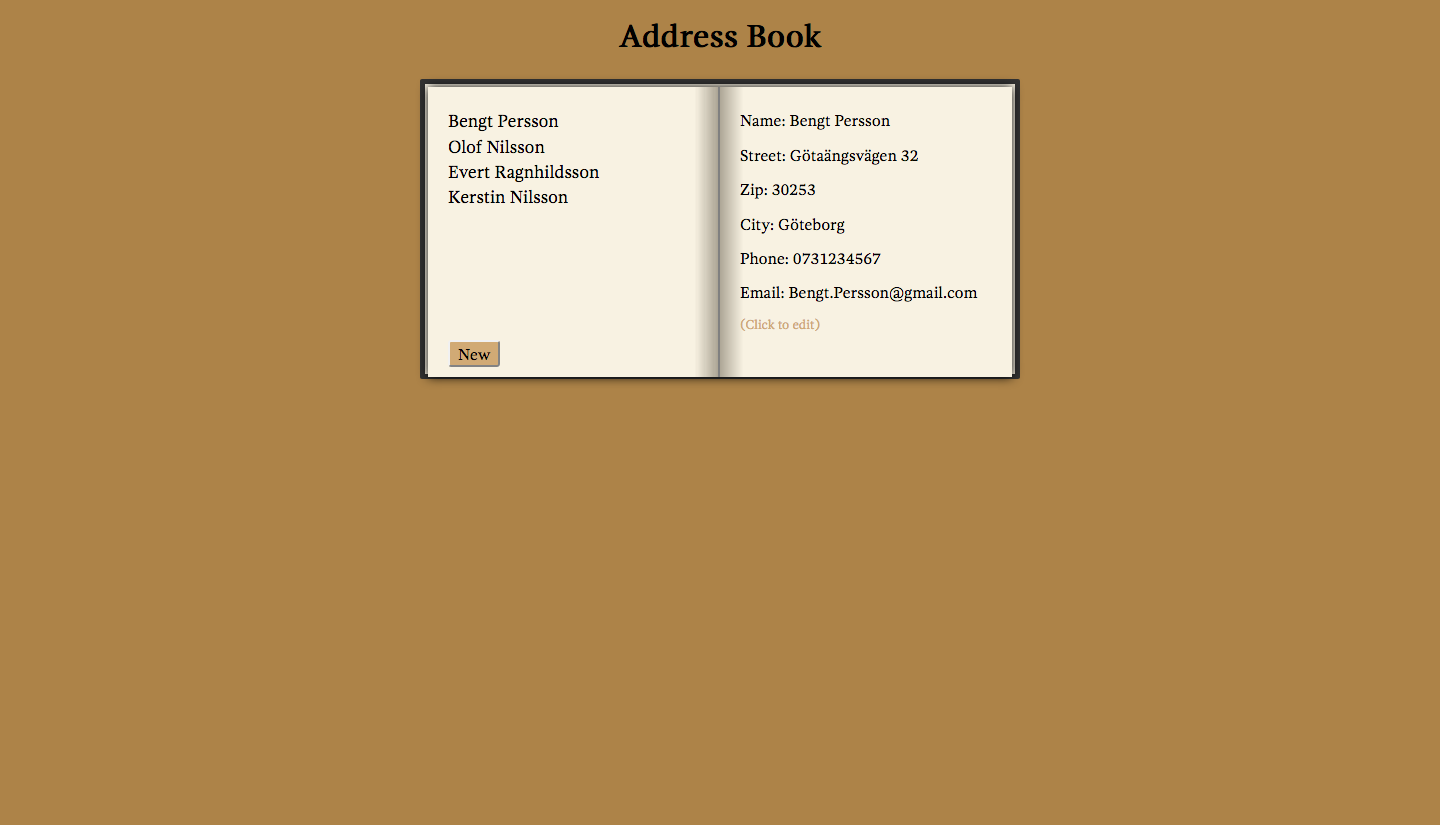 Address Book
Bengt Persson
Olof Nilsson
Evert Ragnhildsson
Kerstin Nilsson
New
Name: Bengt Persson
Street: Götaängsvägen 32
Zip: 30253
City: Göteborg
Phone: 0731234567
Email: Bengt.Persson@gmail.com
(Click to edit)